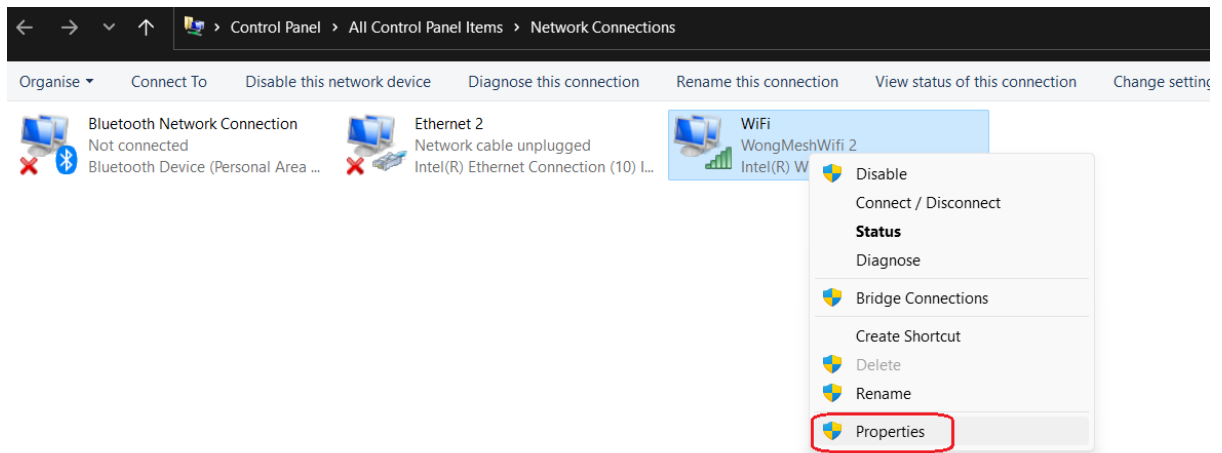 Control Panel > All Control Panel Items > Network Connections
Organise Connect To Disable this network device Diagnose this connection Rename this connection View status of this connection Change setting
Bluetooth Network Connection
Not connected
Bluetooth Device (Personal Area ...
Ethernet 2
Network cable unplugged
Intel(R) Ethernet Connection (10) I...
WiFi
WongMeshWifi 2
Intel(R) W
Disable
Connect / Disconnect
Status
Diagnose
Bridge Connections
Create Shortcut
Delete
Rename
Properties